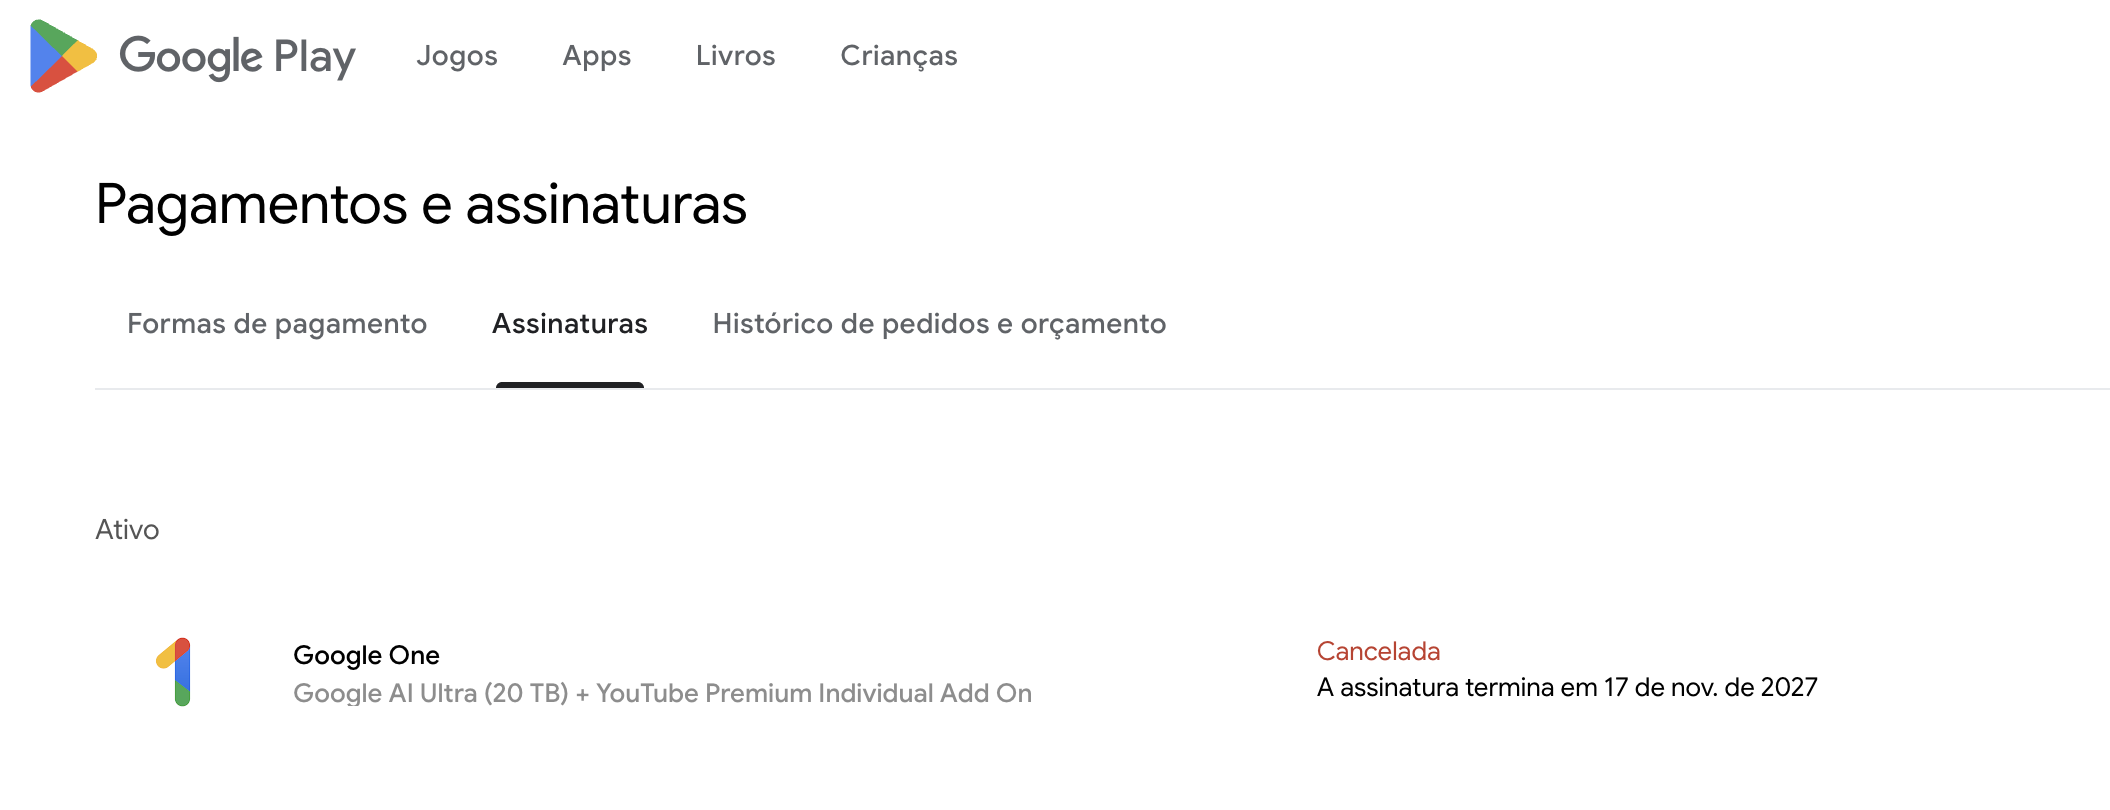 Google Play Jogos Apps Livros Crianças
Pagamentos e assinaturas
Formas de pagamento Assinaturas Histórico de pedidos e orçamento
Ativo
Google One
Google AI Ultra (20 TB) + YouTube Premium Individual Add On
Cancelada
A assinatura termina em 17 de nov. de 2027